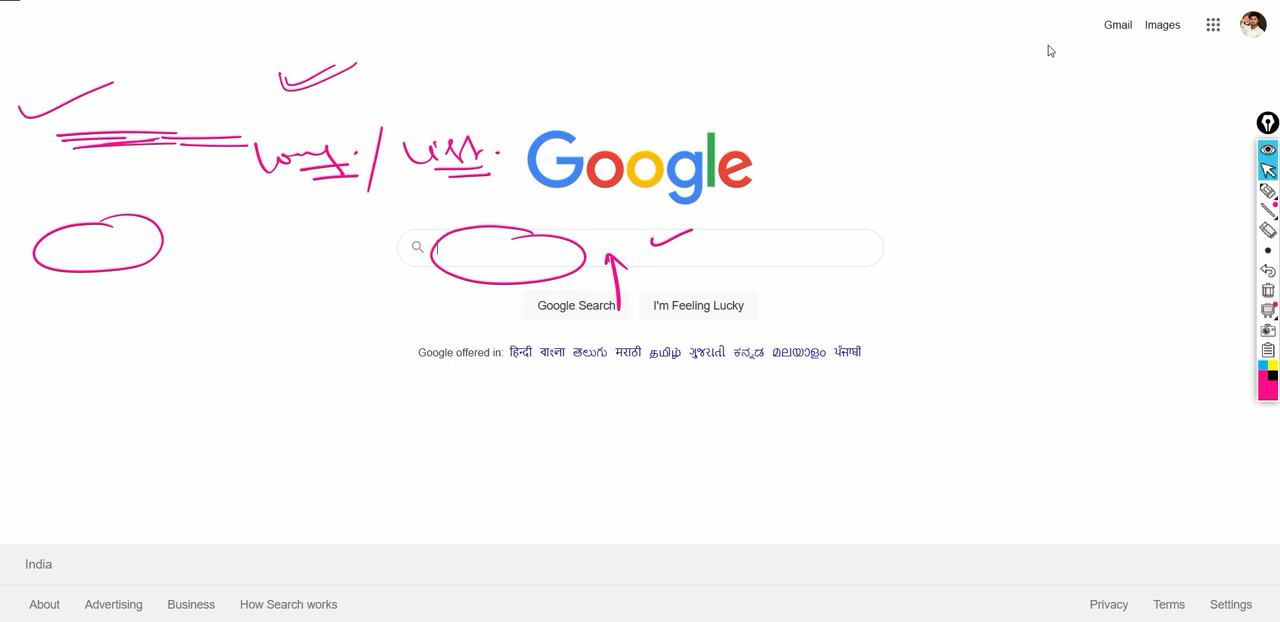 Gmail Images
Google
Google Search I'm Feeling Lucky
Google offered in: हिन्दी বাংলা తెలుగు मराठी தமிழ் ગુજરાતી ಕನ್ನಡ മലയാളം ਪੰਜਾਬੀ
India
About Advertising Business How Search works Privacy Terms Settings